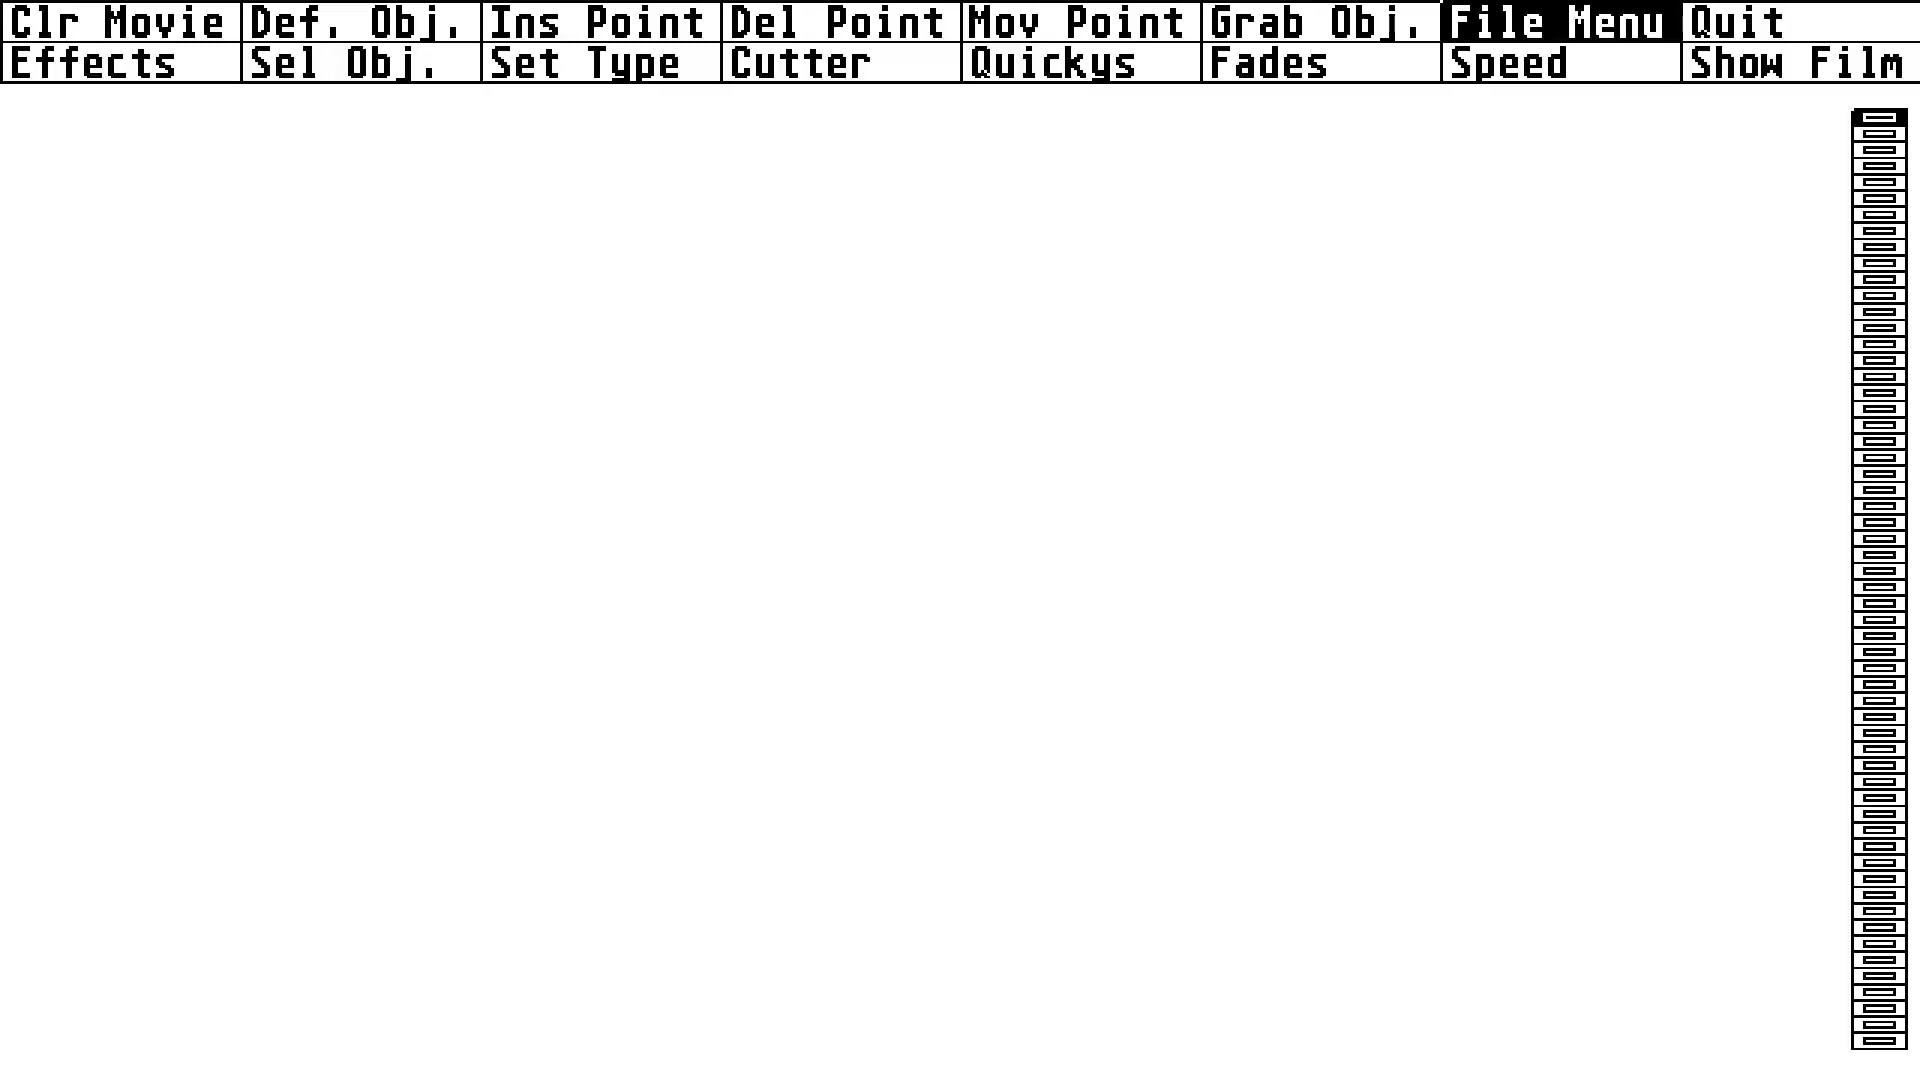 Clr Movie Def. Obj. Ins Point Del Point Mov Point Grab Obj. File Menu Quit
Effects Sel Obj. Set Type Cutter Quickys Fades Speed Show Film